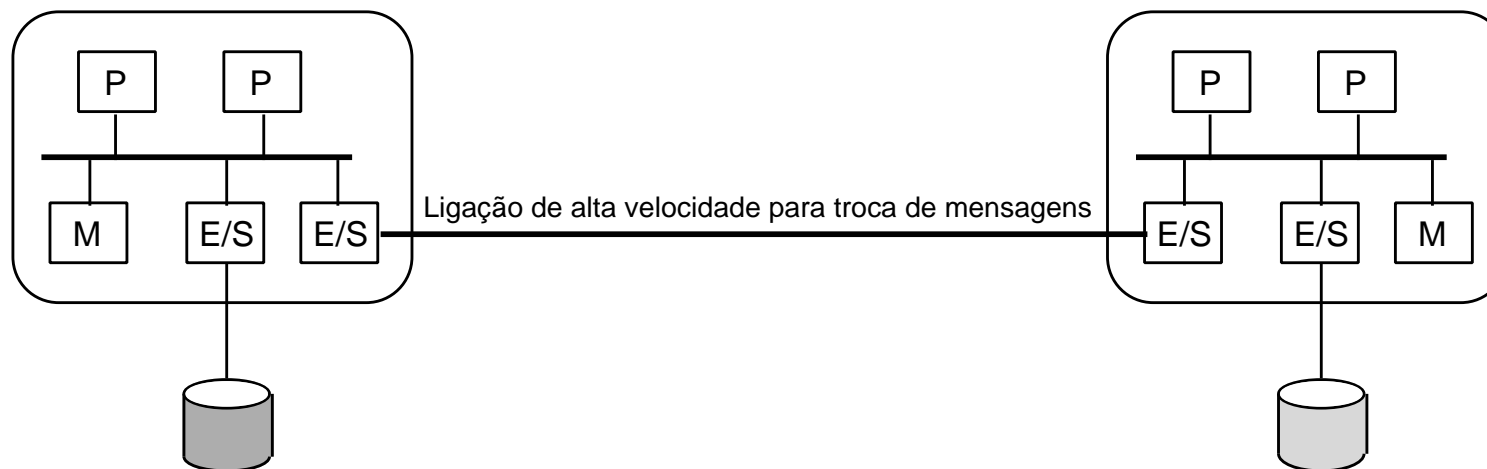 P P P P
Ligação de alta velocidade para troca de mensagens
M E/S E/S E/S E/S M